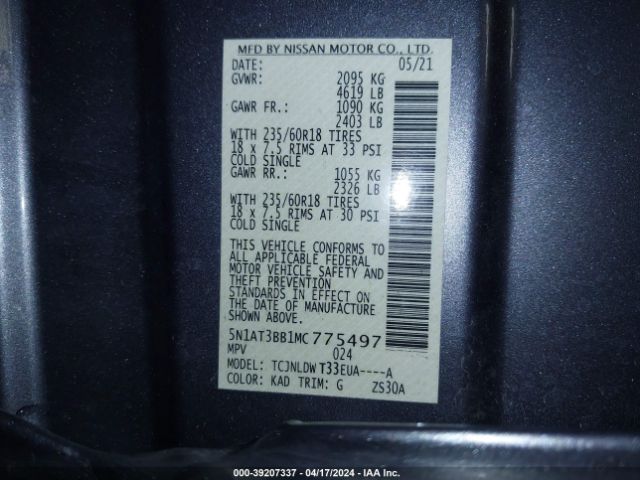 MFD BY NISSAN MOTOR CO., LTD.
DATE: 05/21
GVWR: 2095 KG
4619 LB
GAWR FR.: 1090 KG
2403 LB
WITH 235/60R18 TIRES
18 x 7.5 RIMS AT 33 PSI
COLD SINGLE
GAWR RR.: 1055 KG
2326 LB
WITH 235/60R18 TIRES
18 x 7.5 RIMS AT 30 PSI
COLD SINGLE
THIS VEHICLE CONFORMS TO
ALL APPLICABLE FEDERAL
MOTOR VEHICLE SAFETY AND
THEFT PREVENTION
STANDARDS IN EFFECT ON
THE DATE OF MANUFACTURE
SHOWN ABOVE.
5N1AT3BB1MC775497
MPV 024
MODEL: TCJNLDWT33EUA----A
COLOR: KAD TRIM: G ZS30A
000-39207337 - 04/17/2024 - IAA Inc.